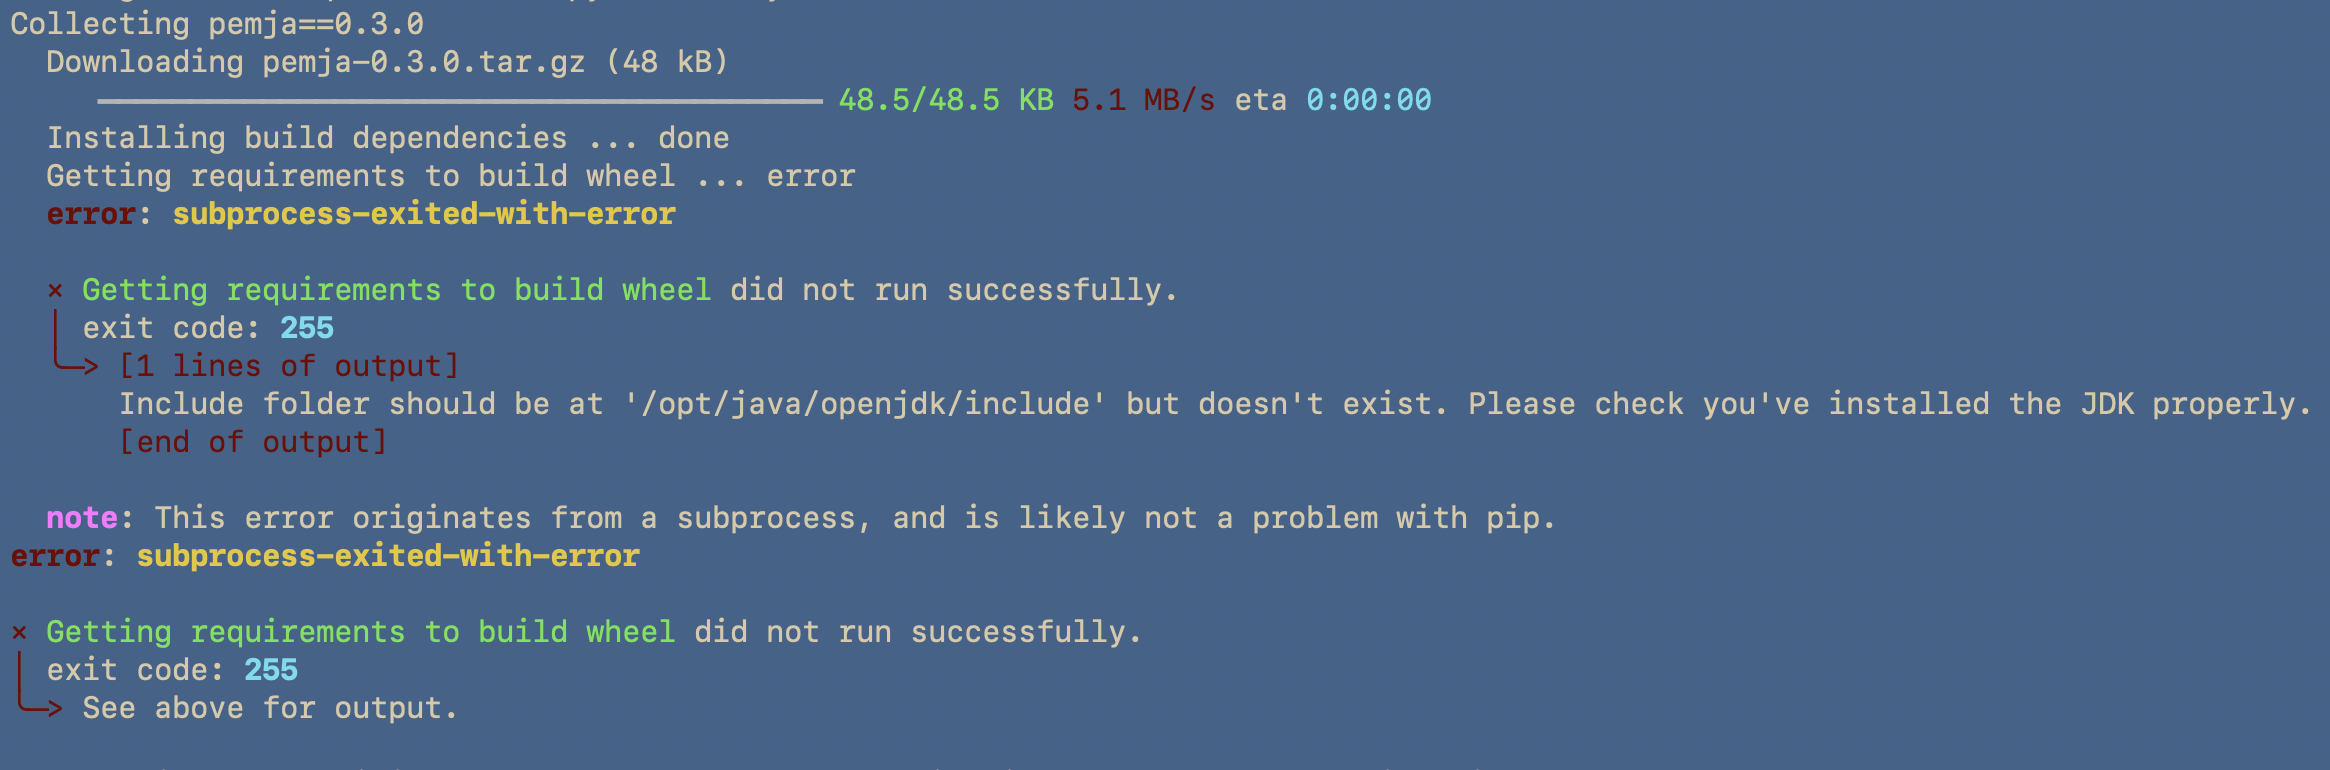 Collecting pemja==0.3.0
Downloading pemja-0.3.0.tar.gz (48 kB)
48.5/48.5 KB 5.1 MB/s eta 0:00:00
Installing build dependencies ... done
Getting requirements to build wheel ... error
error: subprocess-exited-with-error
× Getting requirements to build wheel did not run successfully.
│ exit code: 255
╰─> [1 lines of output]
Include folder should be at '/opt/java/openjdk/include' but doesn't exist. Please check you've installed the JDK properly.
[end of output]
note: This error originates from a subprocess, and is likely not a problem with pip.
error: subprocess-exited-with-error
× Getting requirements to build wheel did not run successfully.
│ exit code: 255
╰─> See above for output.